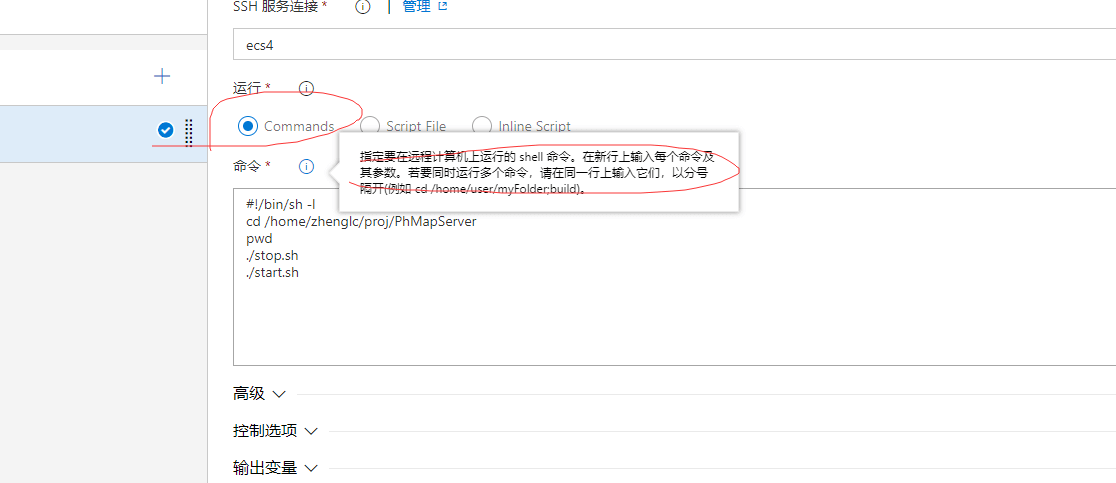 SSH 服务连接 * | 管理
ecs4
运行 *
Commands Script File Inline Script
指定要在远程计算机上运行的 shell 命令。在新行上输入每个命令及
其参数。若要同时运行多个命令，请在同一行上输入它们，以分号
隔开(例如 cd /home/user/myFolder;build)。
命令 *
#!/bin/sh -l
cd /home/zhenglc/proj/PhMapServer
pwd
./stop.sh
./start.sh
高级
控制选项
输出变量